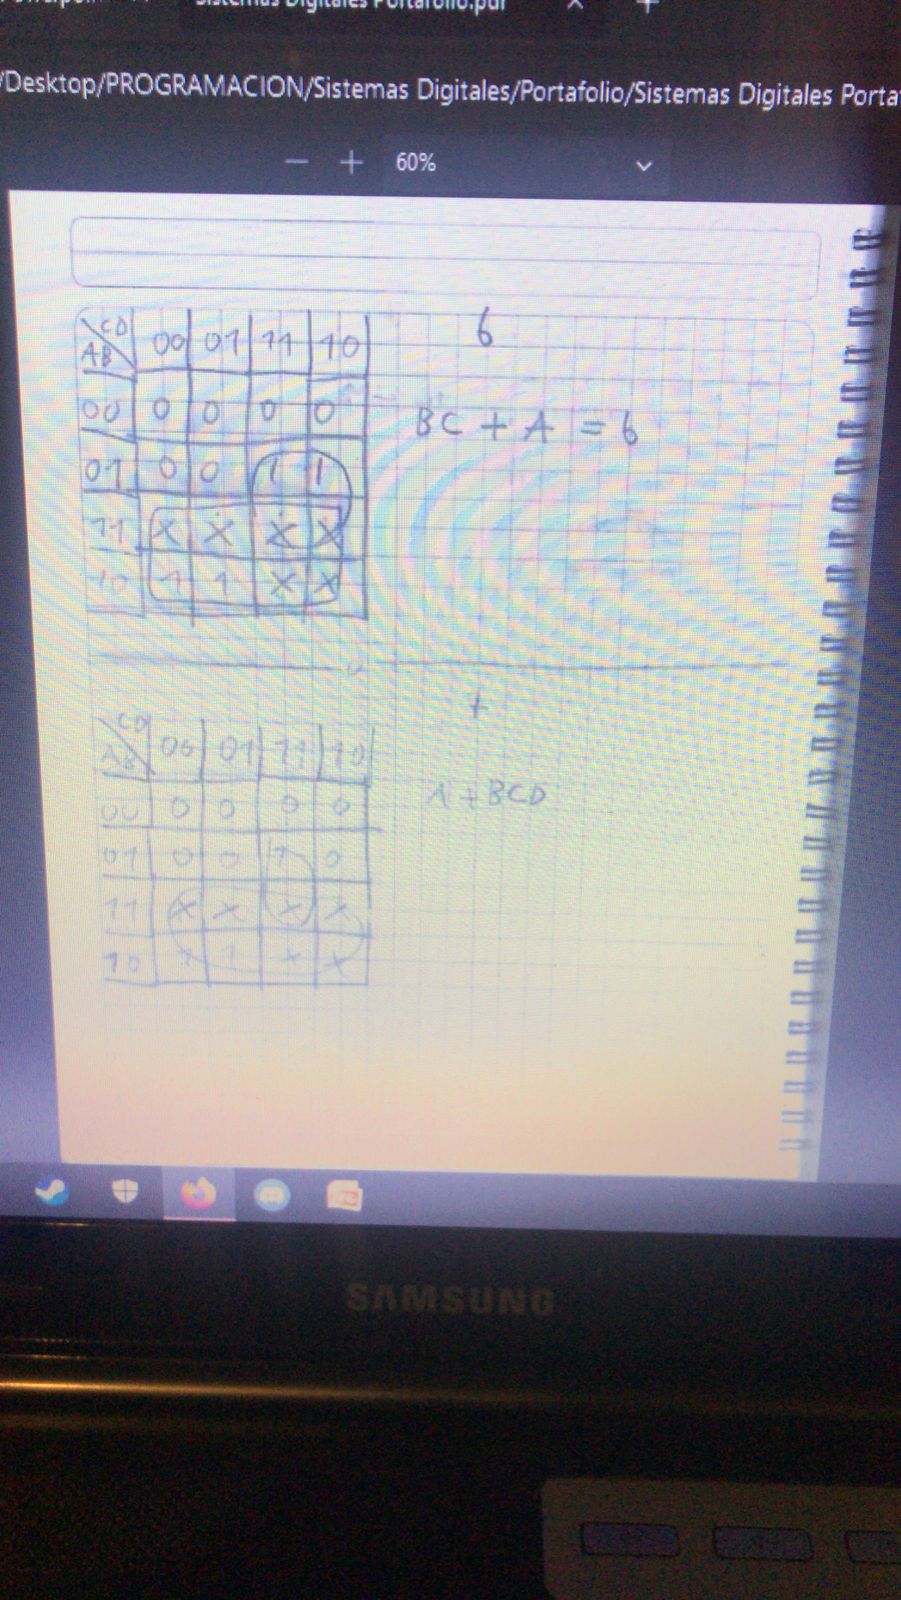 Sistemas Digitales Portafolio.pdf
/Desktop/PROGRAMACION/Sistemas Digitales/Portafolio/Sistemas Digitales Porta
60%
CD 00 01 11 10
AB
00 0 0 0 0
01 0 0 1 1
11 X X X X
10 1 1 X X
6
BC + A = 6
CD 00 01 11 10
AB
00 0 0 0 0
01 0 0 1 0
11 X X X X
10 1 1 X X
A + BCD
SAMSUNG